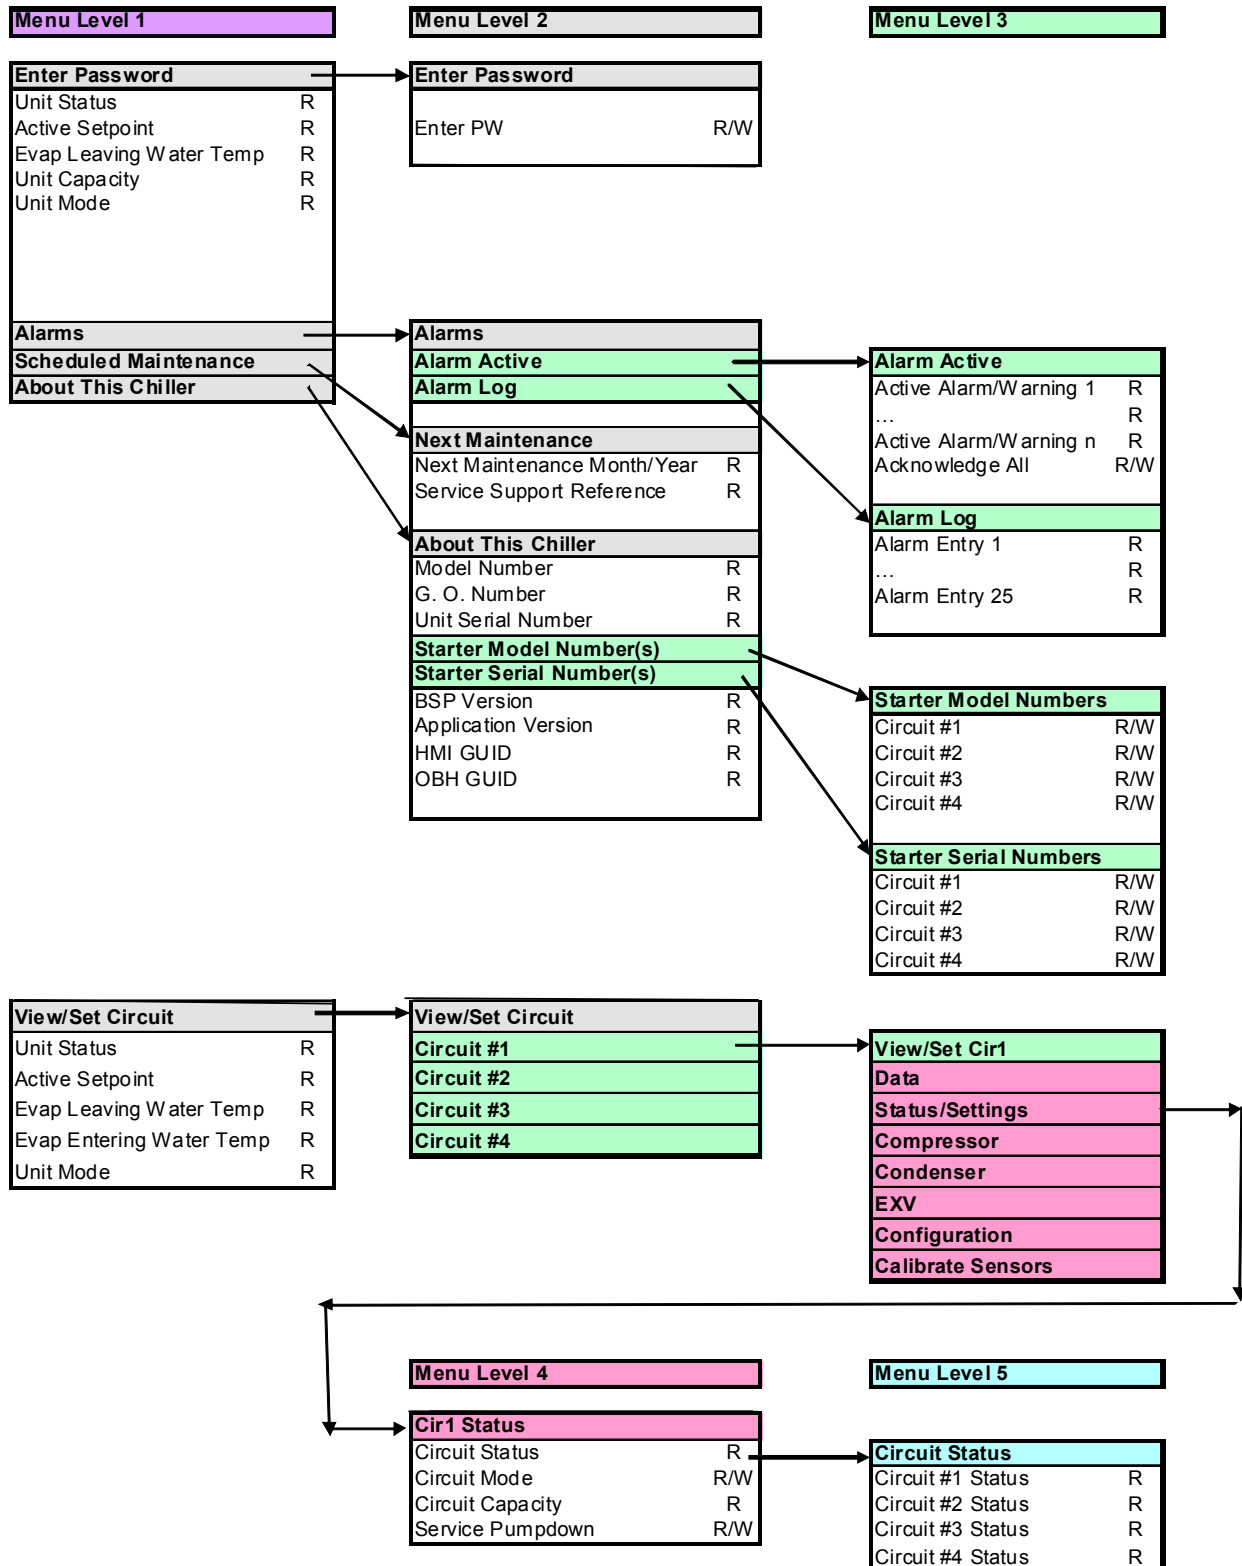 Menu Level 1
Menu Level 2
Menu Level 3
Enter Password
Unit Status R
Active Setpoint R
Evap Leaving Water Temp R
Unit Capacity R
Unit Mode R
Alarms
Scheduled Maintenance
About This Chiller
Enter Password
Enter PW R/W
Alarms
Alarm Active
Alarm Log
Next Maintenance
Next Maintenance Month/Year R
Service Support Reference R
About This Chiller
Model Number R
G. O. Number R
Unit Serial Number R
Starter Model Number(s)
Starter Serial Number(s)
BSP Version R
Application Version R
HMI GUID R
OBH GUID R
Alarm Active
Active Alarm/Warning 1 R
... R
Active Alarm/Warning n R
Acknowledge All R/W
Alarm Log
Alarm Entry 1 R
... R
Alarm Entry 25 R
Starter Model Numbers
Circuit #1 R/W
Circuit #2 R/W
Circuit #3 R/W
Circuit #4 R/W
Starter Serial Numbers
Circuit #1 R/W
Circuit #2 R/W
Circuit #3 R/W
Circuit #4 R/W
View/Set Circuit
Unit Status R
Active Setpoint R
Evap Leaving Water Temp R
Evap Entering Water Temp R
Unit Mode R
View/Set Circuit
Circuit #1
Circuit #2
Circuit #3
Circuit #4
View/Set Cir1
Data
Status/Settings
Compressor
Condenser
EXV
Configuration
Calibrate Sensors
Menu Level 4
Menu Level 5
Cir1 Status
Circuit Status R
Circuit Mode R/W
Circuit Capacity R
Service Pumpdown R/W
Circuit Status
Circuit #1 Status R
Circuit #2 Status R
Circuit #3 Status R
Circuit #4 Status R